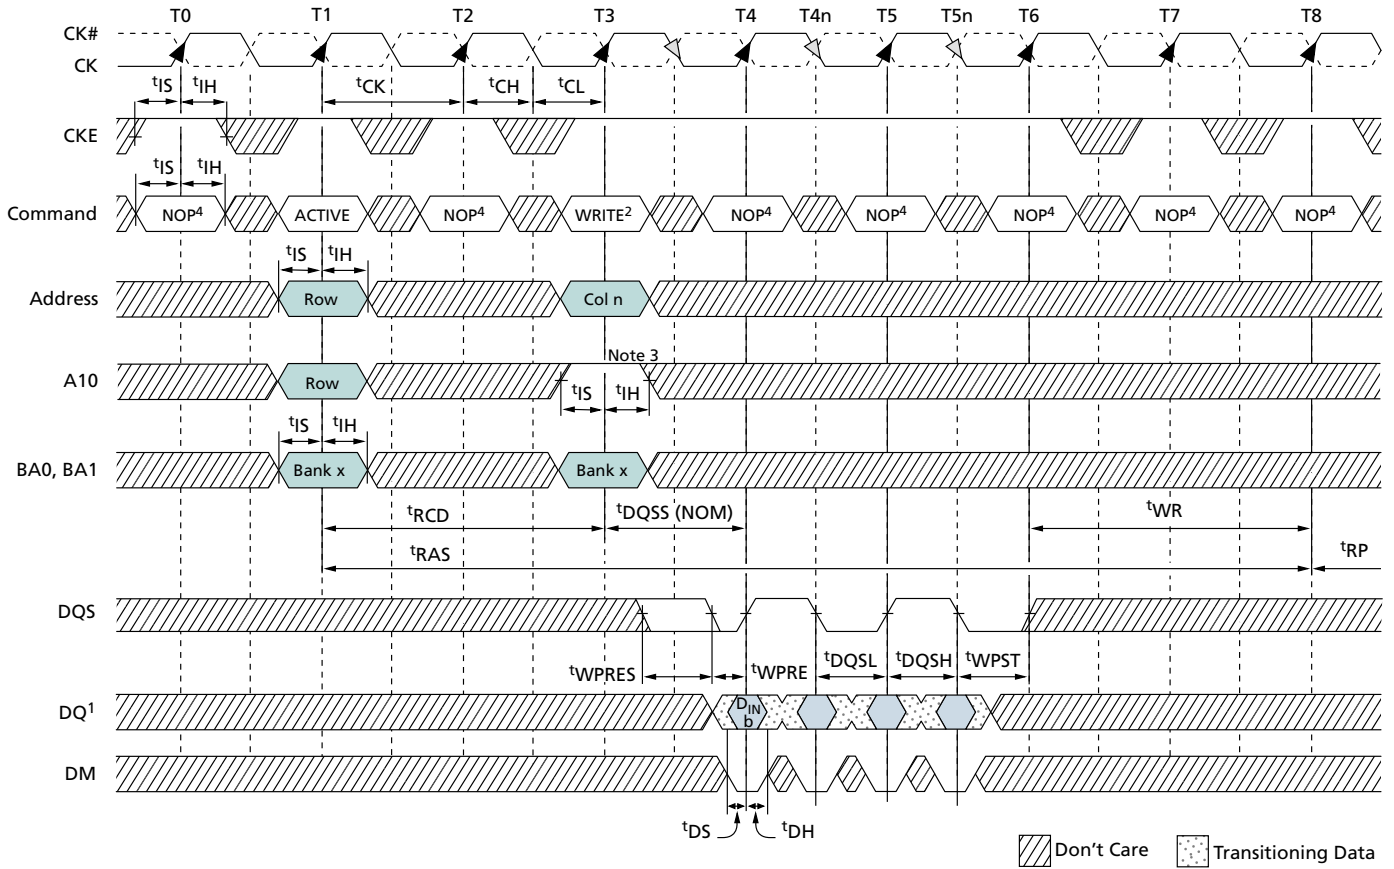 T0 T1 T2 T3 T4 T4n T5 T5n T6 T7 T8
CK#
CK
tIS tIH tCK tCH tCL
CKE
tIS tIH
Command NOP4 ACTIVE NOP4 WRITE2 NOP4 NOP4 NOP4 NOP4 NOP4
tIS tIH
Address Row Col n
Note 3
A10 Row
tIS tIH
tIS tIH
BA0, BA1 Bank x Bank x
tRCD tDQSS (NOM) tWR
tRAS tRP
DQS
tWPRES tWPRE tDQSL tDQSH tWPST
DQ1 DIN
b
DM
tDS tDH
Don't Care Transitioning Data